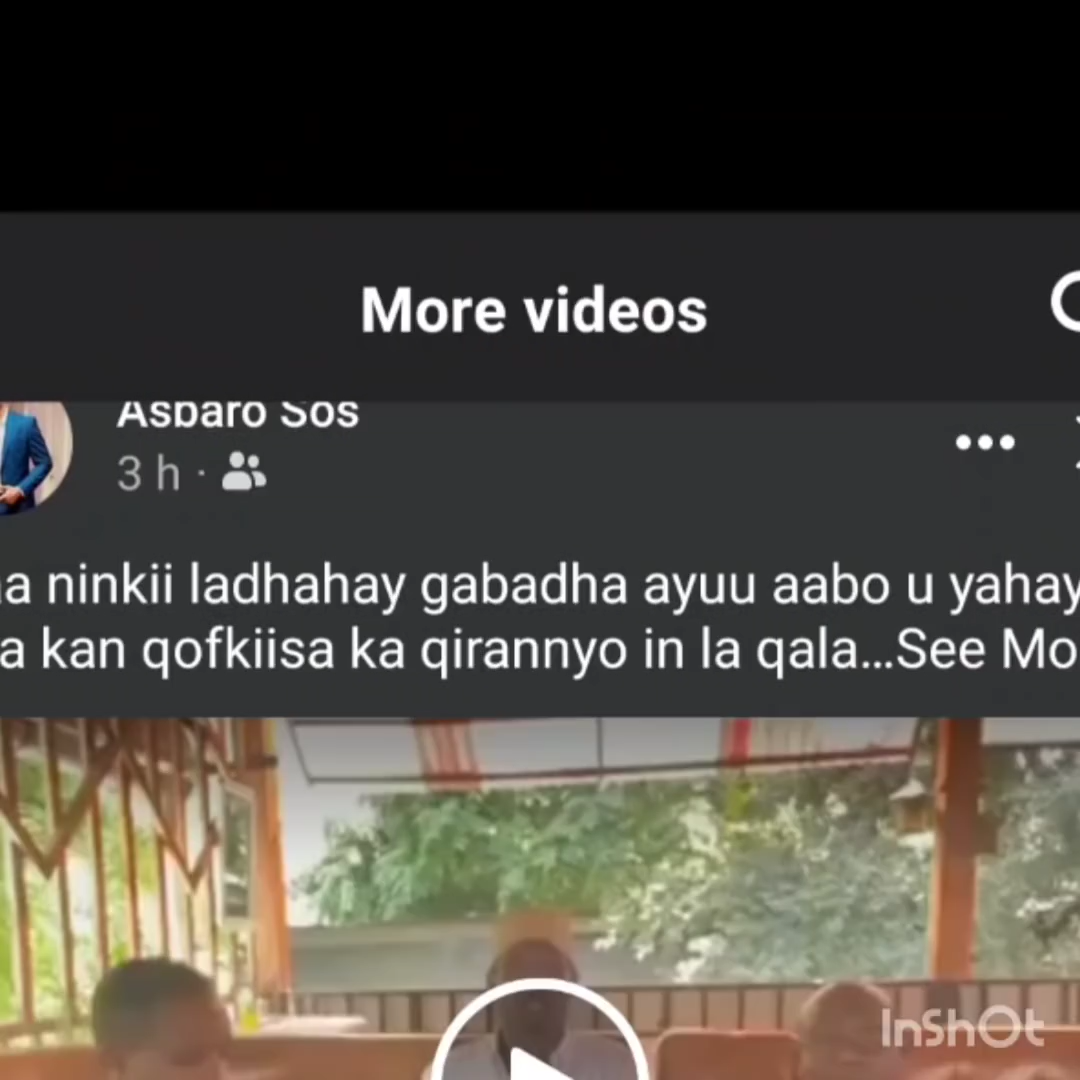 More videos
Asbaro Sos
3 h ·
ninkii ladhahay gabadha ayuu aabo u yahay
kan qofkiisa ka qirannyo in la qala...See Mo
InShOt